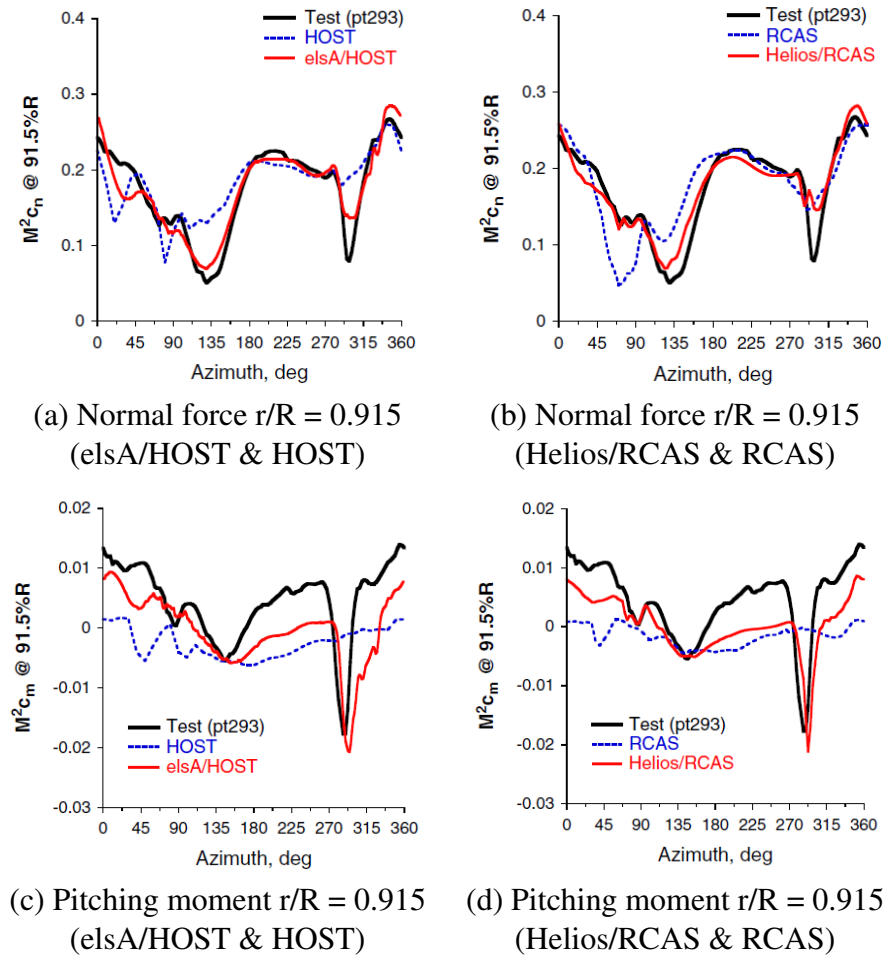 0.4
0.3
0.2
0.1
0
M²cₙ @ 91.5%R
Test (pt293)
HOST
elsA/HOST
0 45 90 135 180 225 270 315 360
Azimuth, deg
(a) Normal force r/R = 0.915
(elsA/HOST & HOST)
0.4
0.3
0.2
0.1
0
M²cₙ @ 91.5%R
Test (pt293)
RCAS
Helios/RCAS
0 45 90 135 180 225 270 315 360
Azimuth, deg
(b) Normal force r/R = 0.915
(Helios/RCAS & RCAS)
0.02
0.01
0
-0.01
-0.02
-0.03
M²cₘ @ 91.5%R
Test (pt293)
HOST
elsA/HOST
0 45 90 135 180 225 270 315 360
Azimuth, deg
(c) Pitching moment r/R = 0.915
(elsA/HOST & HOST)
0.02
0.01
0
-0.01
-0.02
-0.03
M²cₘ @ 91.5%R
Test (pt293)
RCAS
Helios/RCAS
0 45 90 135 180 225 270 315 360
Azimuth, deg
(d) Pitching moment r/R = 0.915
(Helios/RCAS & RCAS)